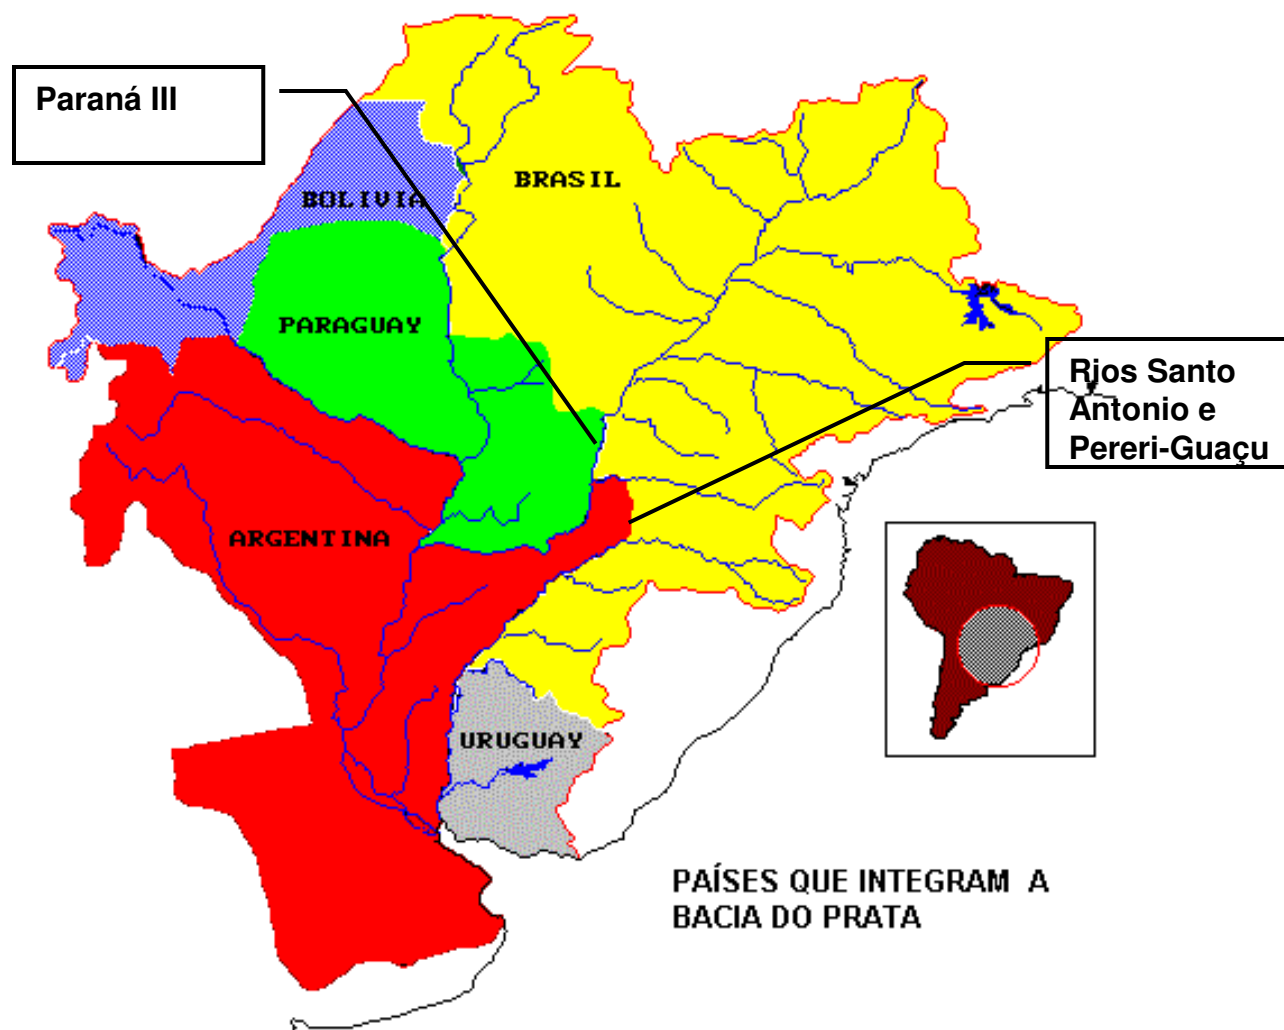 Paraná III
BRASIL
BOLIVIA
PARAGUAY
Rios Santo
Antonio e
Pereri-Guaçu
ARGENTINA
URUGUAY
PAÍSES QUE INTEGRAM A
BACIA DO PRATA